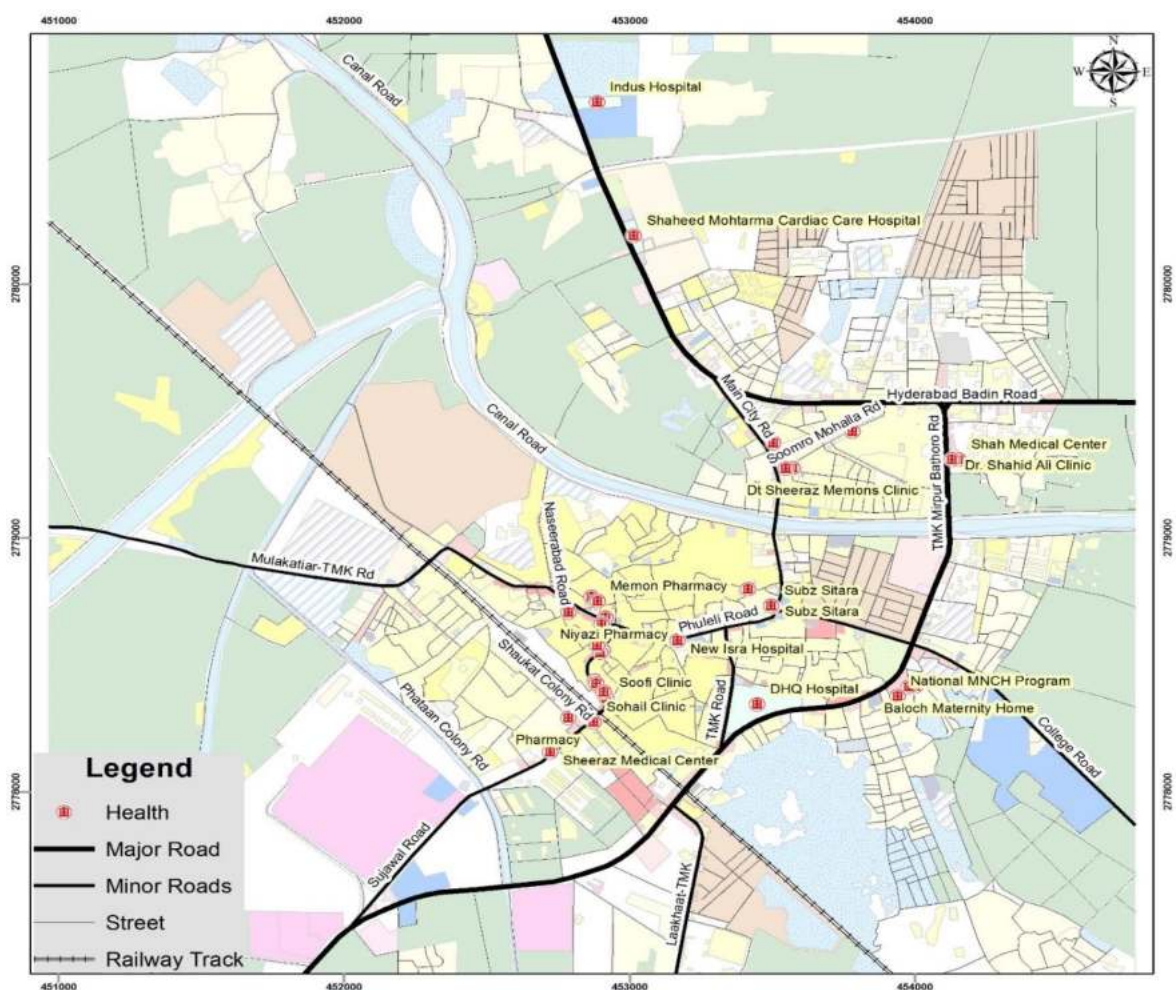 451000
452000
453000
454000
N
W E
S
Canal Road
Indus Hospital
Shaheed Mohtarma Cardiac Care Hospital
2780000
2780000
Main City Rd
Hyderabad Badin Road
Soomro Mohalla Rd
TMK Mirpur Bathoro Rd
Canal Road
Shah Medical Center
Dr. Shahid Ali Clinic
Dt Sheeraz Memons Clinic
2779000
2779000
Naseerabad Road
Mulakatiar-TMK Rd
Memon Pharmacy
Subz Sitara
Subz Sitara
Phuleli Road
Niyazi Pharmacy
New Isra Hospital
Shaukat Colony Rd
Soofi Clinic
DHQ Hospital
National MNCH Program
Sohail Clinic
Baloch Maternity Home
TMK Road
Phataan Colony Rd
College Road
Pharmacy
Sheeraz Medical Center
2778000
2778000
Sujawal Road
Laakhaat-TMK
Legend
Health
Major Road
Minor Roads
Street
Railway Track
451000
452000
453000
454000